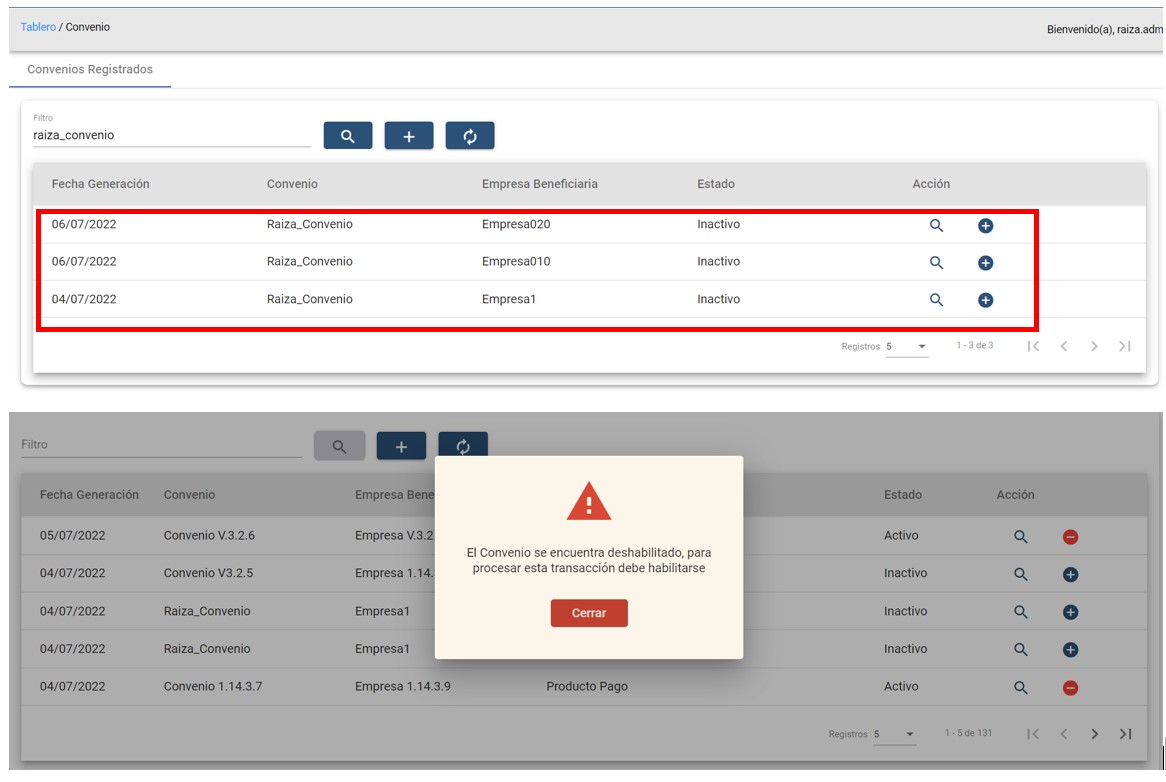 Tablero / Convenio
Bienvenido(a), raiza.adm
Convenios Registrados
Filtro
raiza_convenio
Fecha Generación Convenio Empresa Beneficiaria Estado Acción
06/07/2022 Raiza_Convenio Empresa020 Inactivo
06/07/2022 Raiza_Convenio Empresa010 Inactivo
04/07/2022 Raiza_Convenio Empresa1 Inactivo
Registros 5 1 - 3 de 3
Filtro
Fecha Generación Convenio Empresa Bene Estado Acción
05/07/2022 Convenio V.3.2.6 Empresa V.3.2 Activo
04/07/2022 Convenio V3.2.5 Empresa 1.14. Inactivo
04/07/2022 Raiza_Convenio Empresa1 Inactivo
04/07/2022 Raiza_Convenio Empresa1 Inactivo
04/07/2022 Convenio 1.14.3.7 Empresa 1.14.3.9 Producto Pago Activo
Registros 5 1 - 5 de 131
El Convenio se encuentra deshabilitado, para
procesar esta transacción debe habilitarse
Cerrar